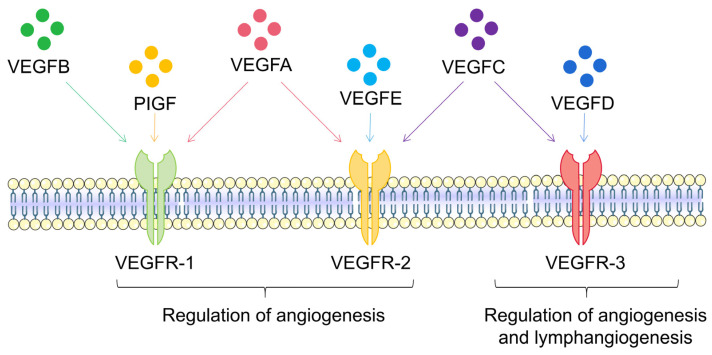 VEGFB
PIGF
VEGFA
VEGFE
VEGFC
VEGFD
VEGFR-1
VEGFR-2
VEGFR-3
Regulation of angiogenesis
Regulation of angiogenesis
and lymphangiogenesis